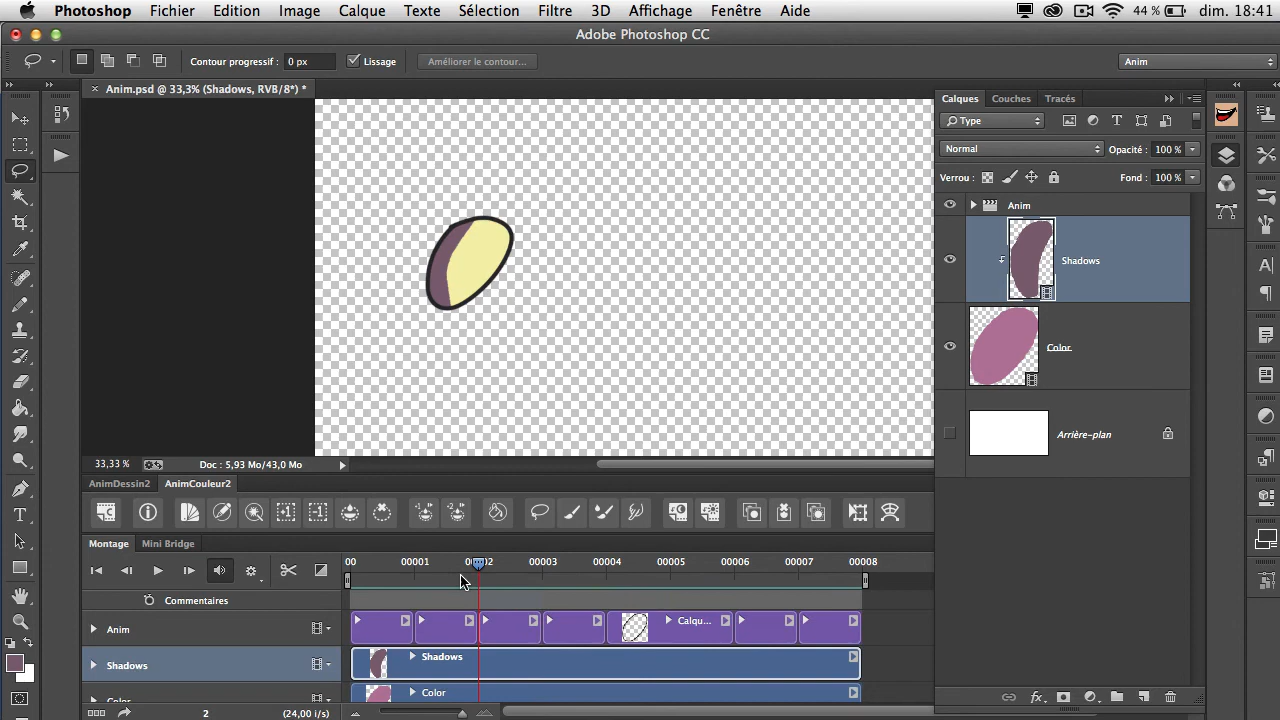 Photoshop Fichier Edition Image Calque Texte Sélection Filtre 3D Affichage Fenêtre Aide 44 % dim. 18:41
Adobe Photoshop CC
Contour progressif : 0 px Lissage Améliorer le contour... Anim
Anim.psd @ 33,3% (Shadows, RVB/8*) *
Calques Couches Tracés
Type
Normal Opacité : 100 %
Verrou : Fond : 100 %
Anim
Shadows
Color
Arrière-plan
33,33 % Doc : 5,93 Mo/43,0 Mo
AnimDessin2 AnimCouleur2
Montage Mini Bridge
00 00001 00002 00003 00004 00005 00006 00007 00008
Commentaires
Anim Calqu...
Shadows Shadows
Color Color
2 (24,00 i/s)